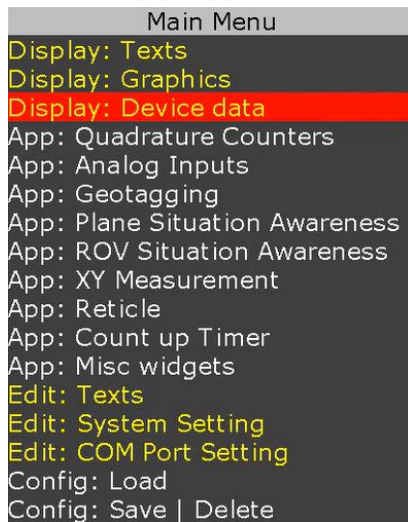 Main Menu
Display: Texts
Display: Graphics
Display: Device data
App: Quadrature Counters
App: Analog Inputs
App: Geotagging
App: Plane Situation Awareness
App: ROV Situation Awareness
App: XY Measurement
App: Reticle
App: Count up Timer
App: Misc widgets
Edit: Texts
Edit: System Setting
Edit: COM Port Setting
Config: Load
Config: Save | Delete